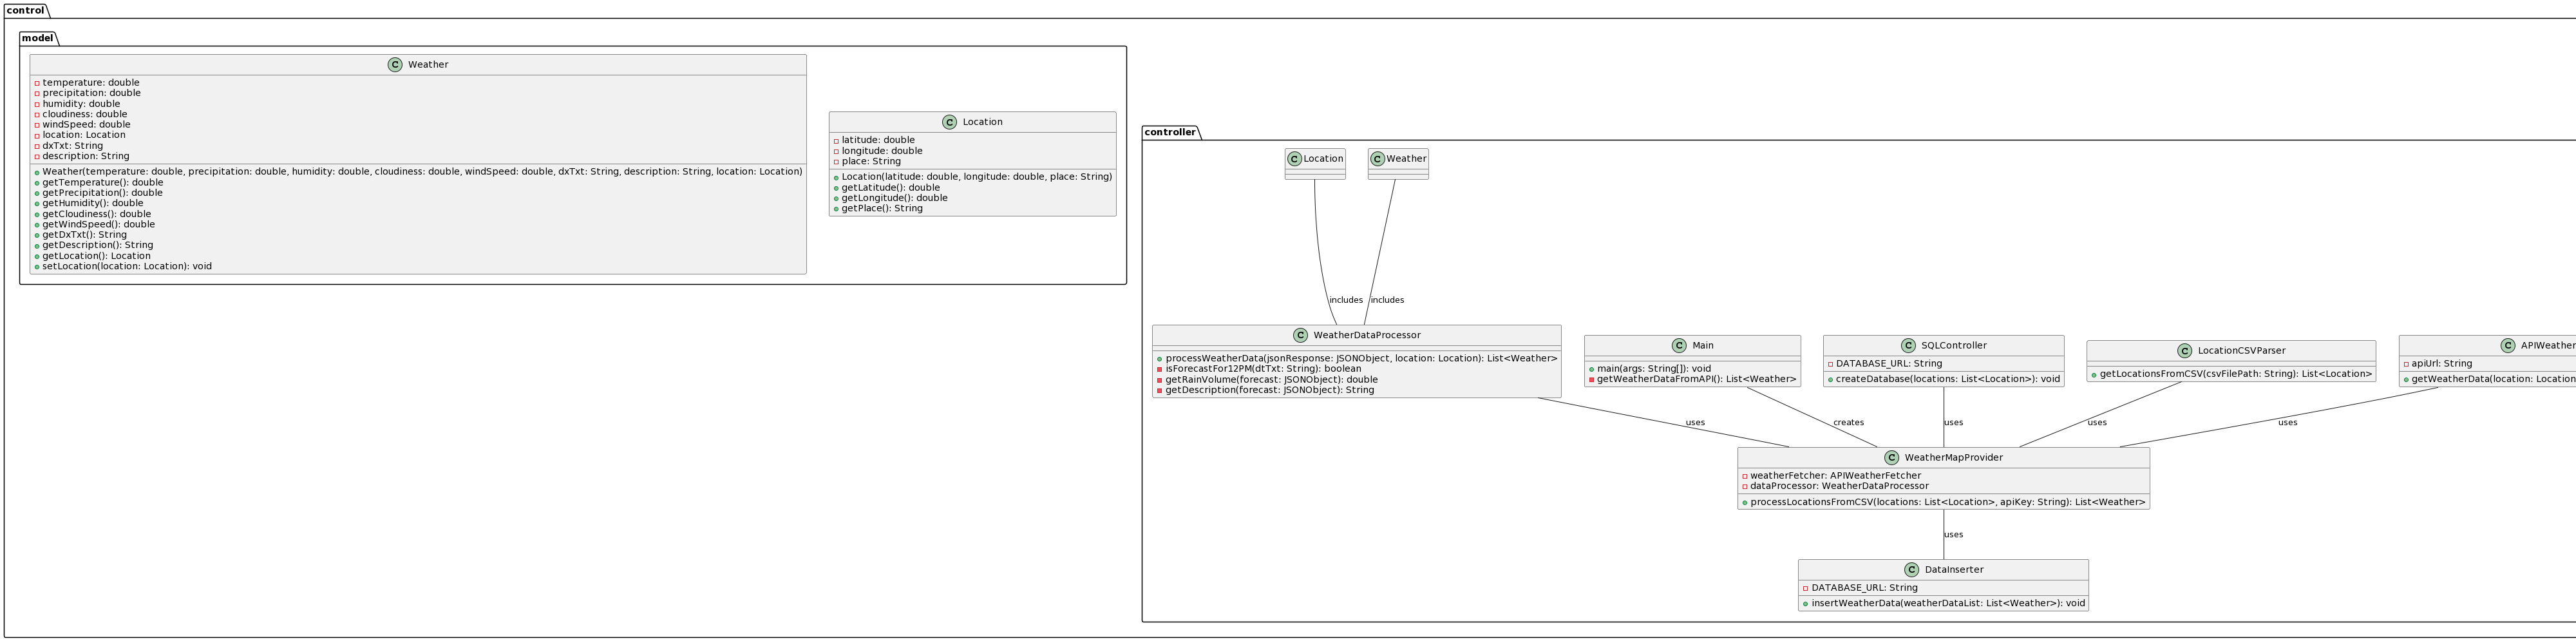 control
model
C Weather
temperature: double
precipitation: double
humidity: double
cloudiness: double
windSpeed: double
location: Location
dxTxt: String
description: String
Weather(temperature: double, precipitation: double, humidity: double, cloudiness: double, windSpeed: double, dxTxt: String, description: String, location: Location)
getTemperature(): double
getPrecipitation(): double
getHumidity(): double
getCloudiness(): double
getWindSpeed(): double
getDxTxt(): String
getDescription(): String
getLocation(): Location
setLocation(location: Location): void
C Location
latitude: double
longitude: double
place: String
Location(latitude: double, longitude: double, place: String)
getLatitude(): double
getLongitude(): double
getPlace(): String
controller
C Location
C Weather
includes
includes
C WeatherDataProcessor
processWeatherData(jsonResponse: JSONObject, location: Location): List<Weather>
isForecastFor12PM(dtTxt: String): boolean
getRainVolume(forecast: JSONObject): double
getDescription(forecast: JSONObject): String
C Main
main(args: String[]): void
getWeatherDataFromAPI(): List<Weather>
C SQLController
DATABASE_URL: String
createDatabase(locations: List<Location>): void
C LocationCSVParser
getLocationsFromCSV(csvFilePath: String): List<Location>
C APIWeather
apiUrl: String
getWeatherData(location: Location
uses
creates
uses
uses
uses
C WeatherMapProvider
weatherFetcher: APIWeatherFetcher
dataProcessor: WeatherDataProcessor
processLocationsFromCSV(locations: List<Location>, apiKey: String): List<Weather>
uses
C DataInserter
DATABASE_URL: String
insertWeatherData(weatherDataList: List<Weather>): void